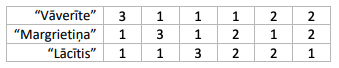 “Vāverīte” 3 1 1 1 2 2
“Margrietiņa” 1 3 1 2 1 2
“Lācītis” 1 1 3 2 2 1